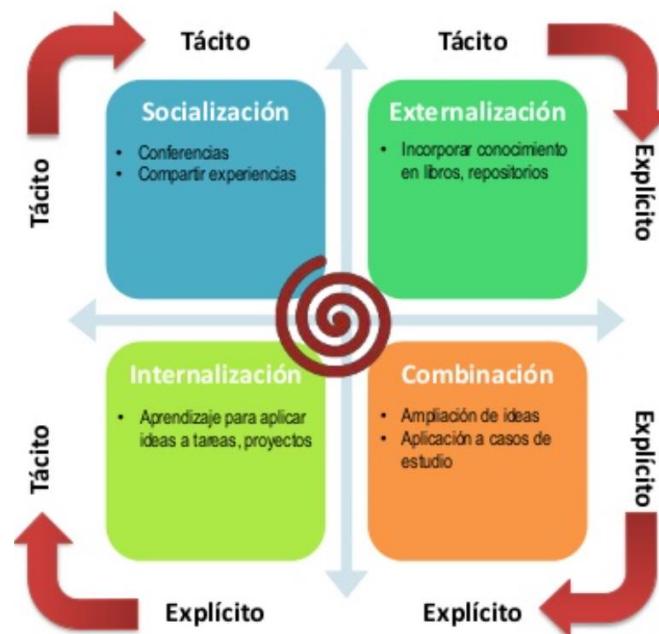 Tácito
Tácito
Tácito
Socialización
• Conferencias
• Compartir experiencias
Externalización
• Incorporar conocimiento
en libros, repositorios
Explícito
Tácito
Internalización
• Aprendizaje para aplicar
ideas a tareas, proyectos
Combinación
• Ampliación de ideas
• Aplicación a casos de
estudio
Explícito
Explícito
Explícito